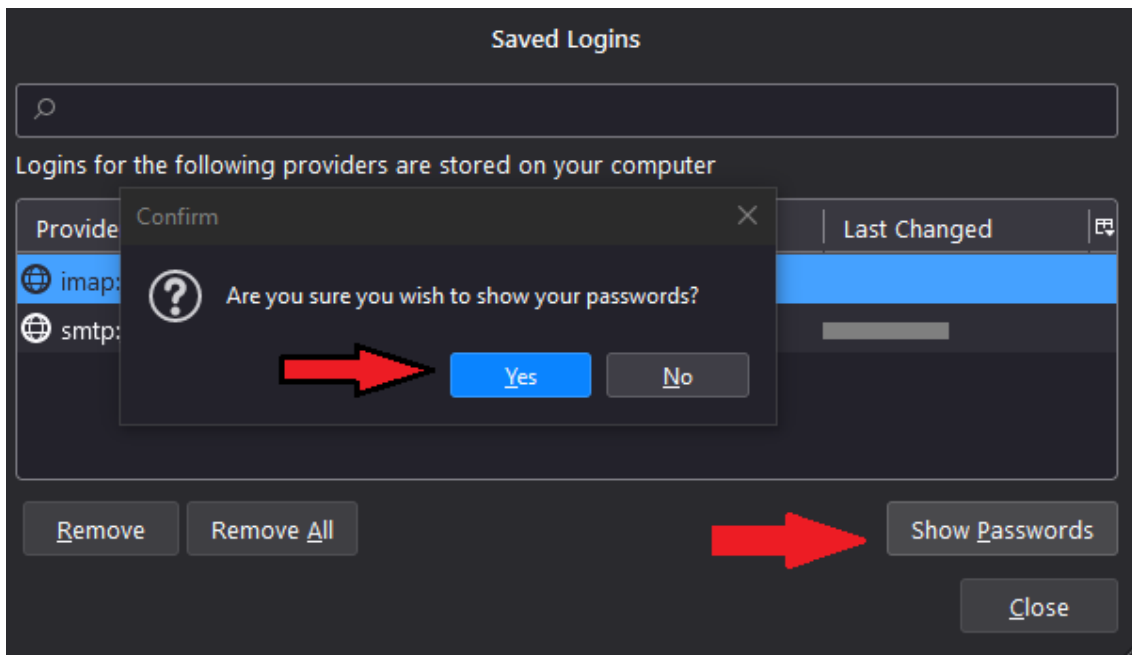 Saved Logins
Logins for the following providers are stored on your computer
Provide
Last Changed
Confirm
imap:
Are you sure you wish to show your passwords?
smtp:
Yes
No
Remove
Remove All
Show Passwords
Close